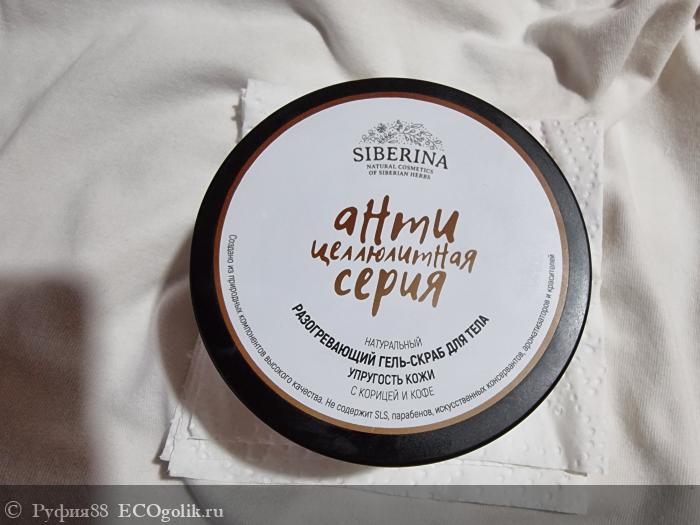 SIBERINA
NATURAL COSMETICS
OF SIBERIAN HERBS
анти
целлюлитная
серия
НАТУРАЛЬНЫЙ
РАЗОГРЕВАЮЩИЙ ГЕЛЬ-СКРАБ ДЛЯ ТЕЛА
УПРУГОСТЬ КОЖИ
С КОРИЦЕЙ И КОФЕ
Создано из природных компонентов высокого качества. Не содержит SLS, парабенов, искусственных консервантов, ароматизаторов и красителей
© Руфия88 ECOgolik.ru